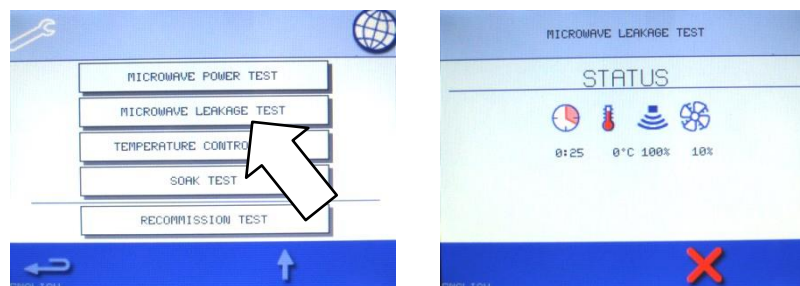 MICROWAVE POWER TEST
MICROWAVE LEAKAGE TEST
TEMPERATURE CONTRO
SOAK TEST
RECOMMISSION TEST
MICROWAVE LEAKAGE TEST
STATUS
0:25 0°C 100% 10%